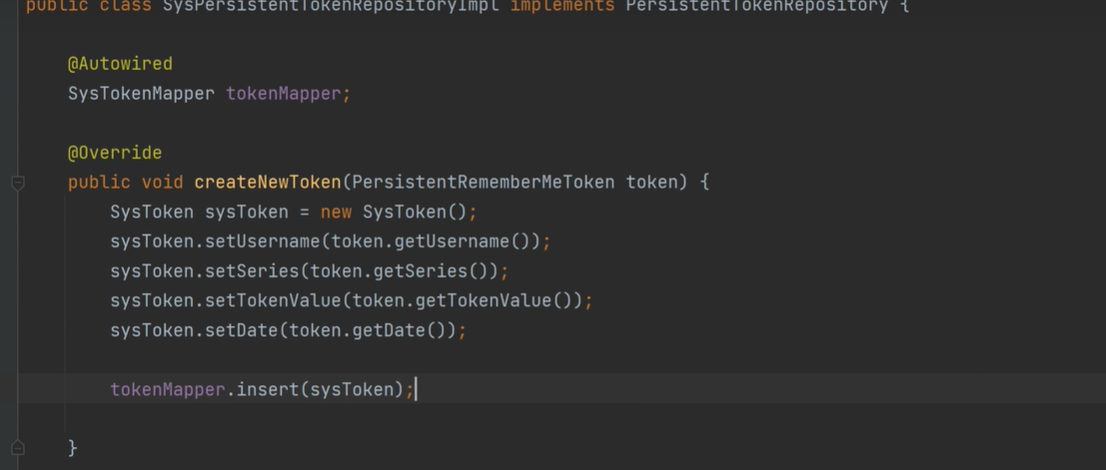 public class SysPersistentTokenRepositoryImpl implements PersistentTokenRepository {
@Autowired
SysTokenMapper tokenMapper;
@Override
public void createNewToken(PersistentRememberMeToken token) {
SysToken sysToken = new SysToken();
sysToken.setUsername(token.getUsername());
sysToken.setSeries(token.getSeries());
sysToken.setTokenValue(token.getTokenValue());
sysToken.setDate(token.getDate());
tokenMapper.insert(sysToken);
}